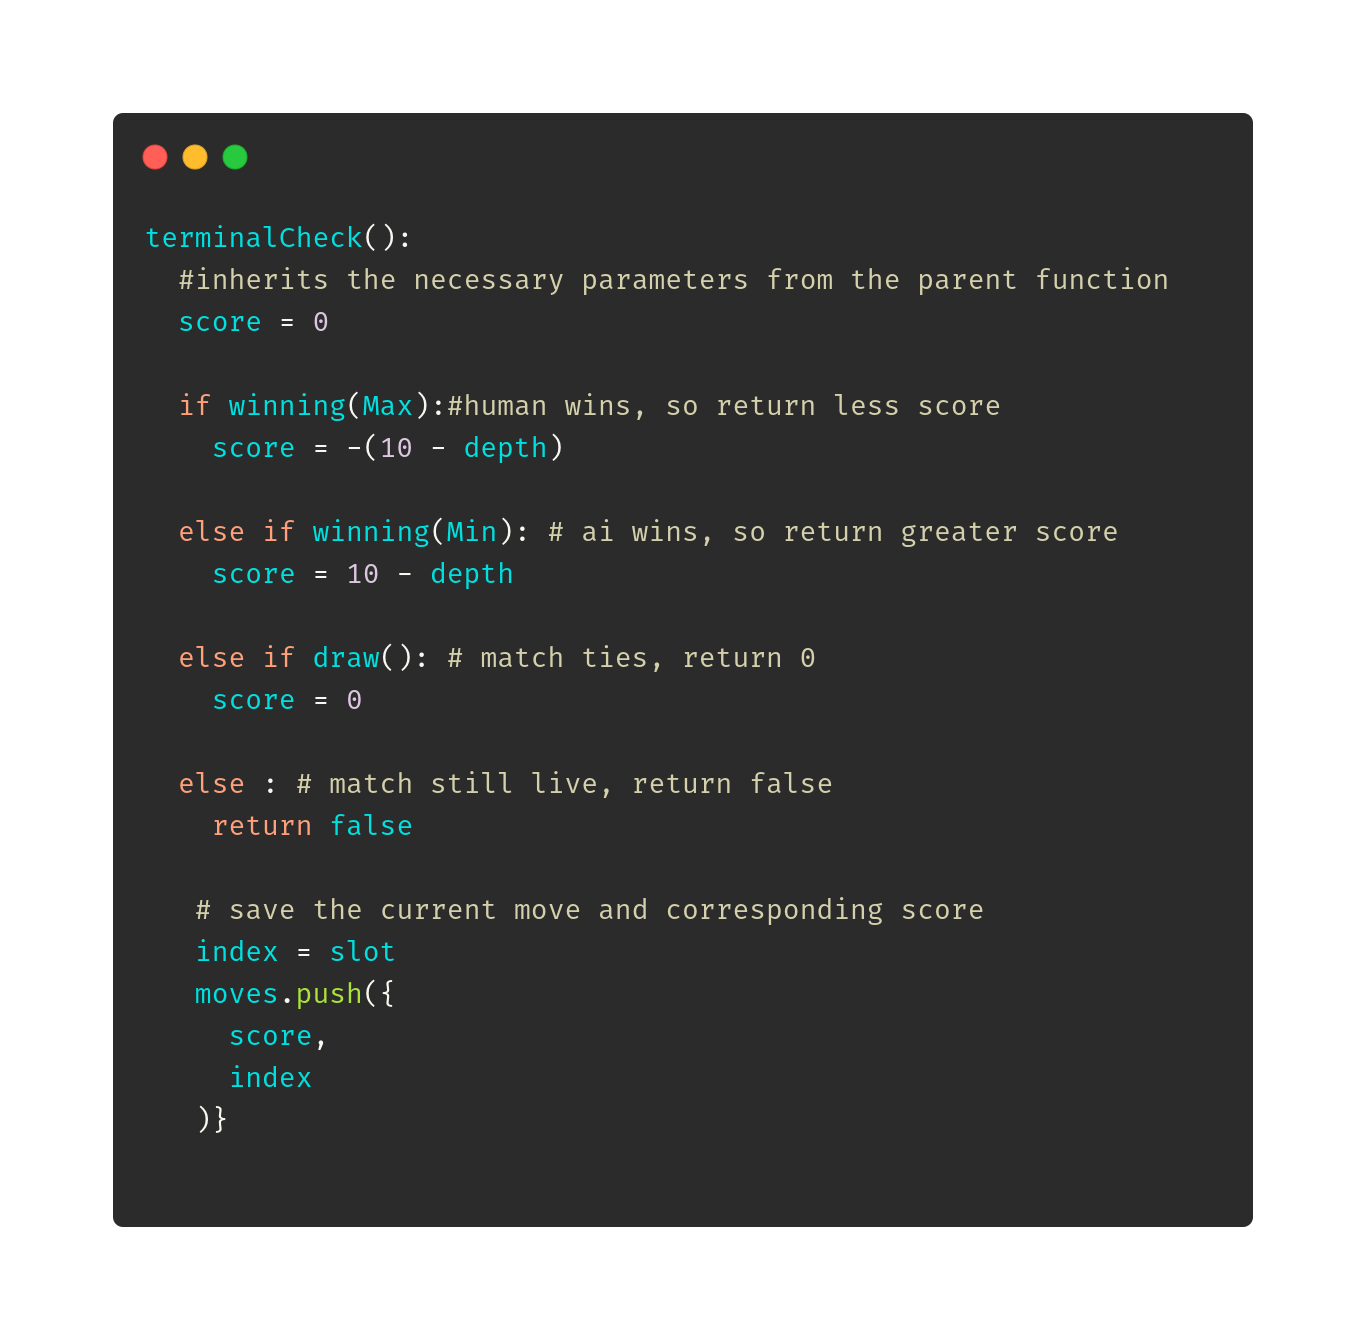 terminalCheck():
  #inherits the necessary parameters from the parent function
  score = 0

  if winning(Max):#human wins, so return less score
    score = -(10 - depth)

  else if winning(Min): # ai wins, so return greater score
    score = 10 - depth

  else if draw(): # match ties, return 0
    score = 0

  else : # match still live, return false
    return false

   # save the current move and corresponding score
   index = slot
   moves.push({
     score,
     index
   )}